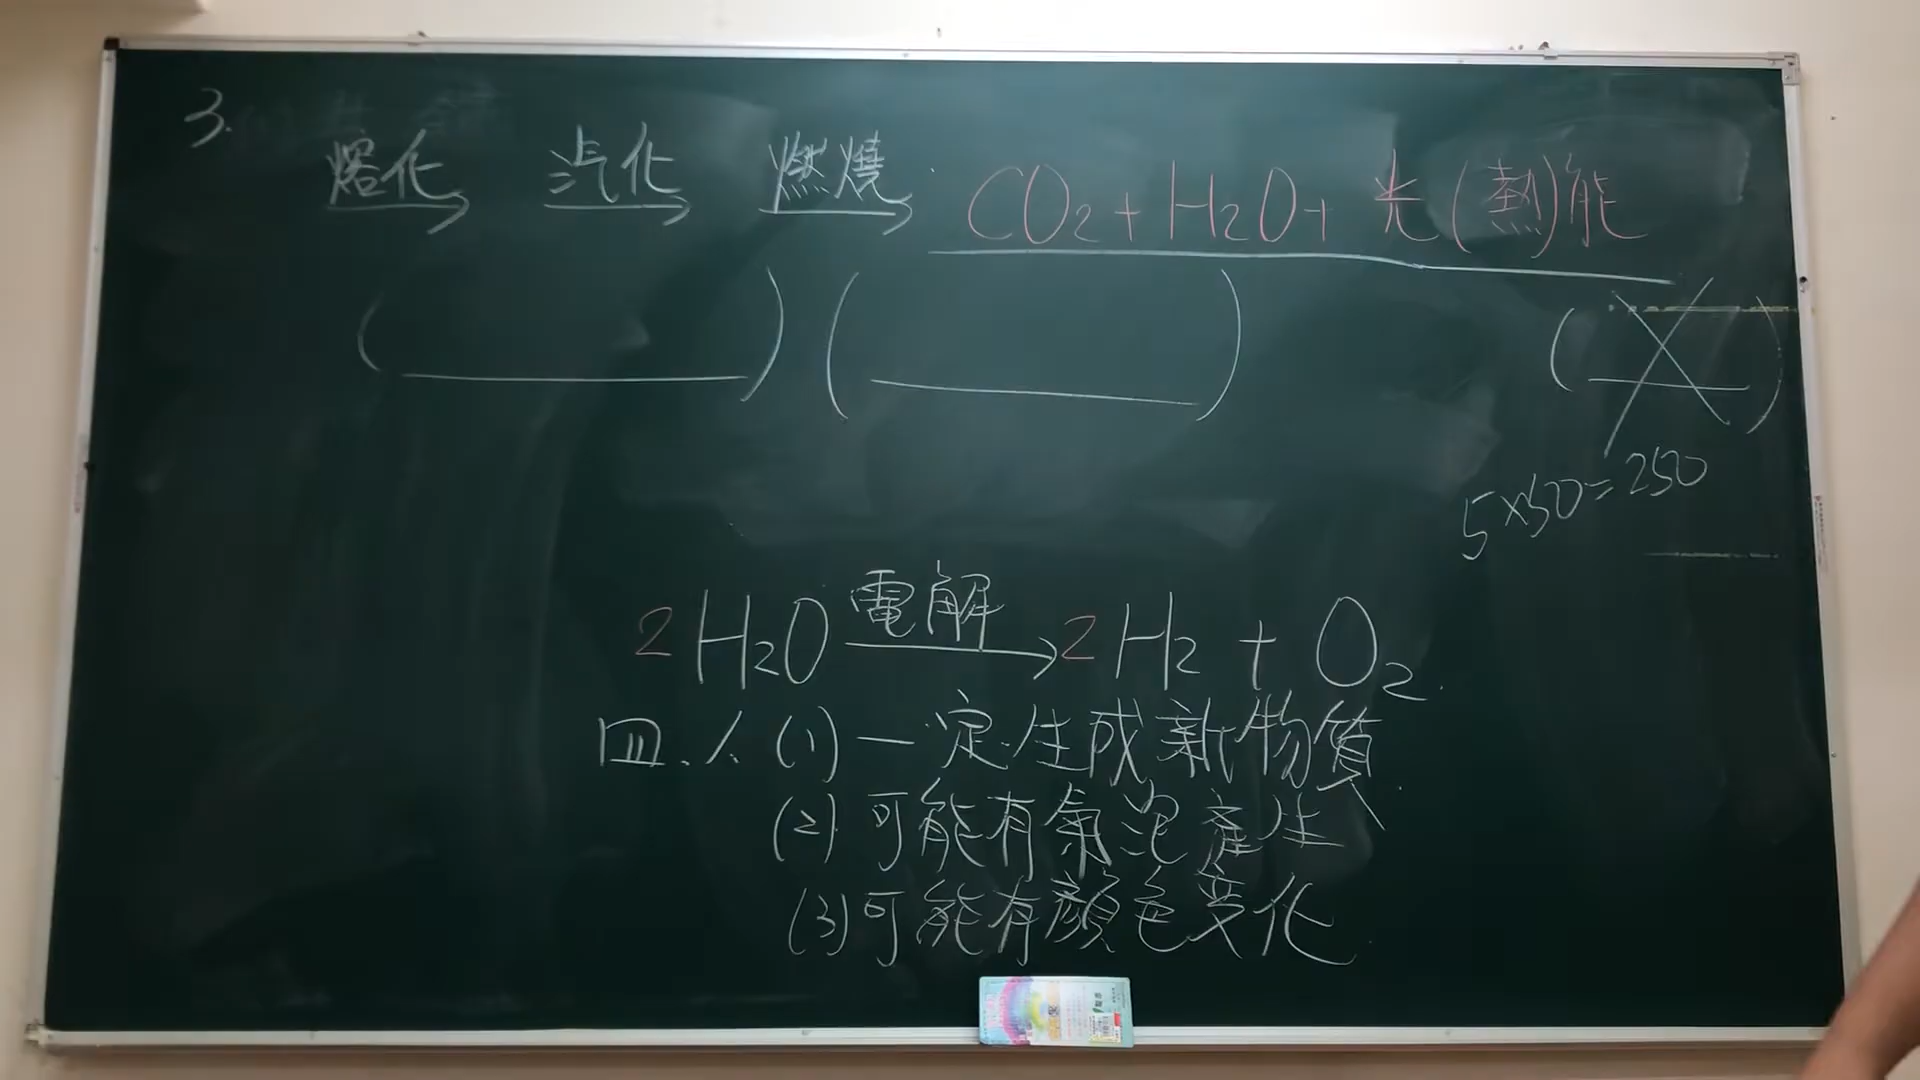 3.
熔化 汽化 燃燒 CO2+H2O+光(熱)能
( ) ( ) ( )
5×50=250
2H2O 電解 → 2H2 + O2
四.1.(1)一定生成新物質
(2)可能有氣泡產生
(3)可能有顏色變化